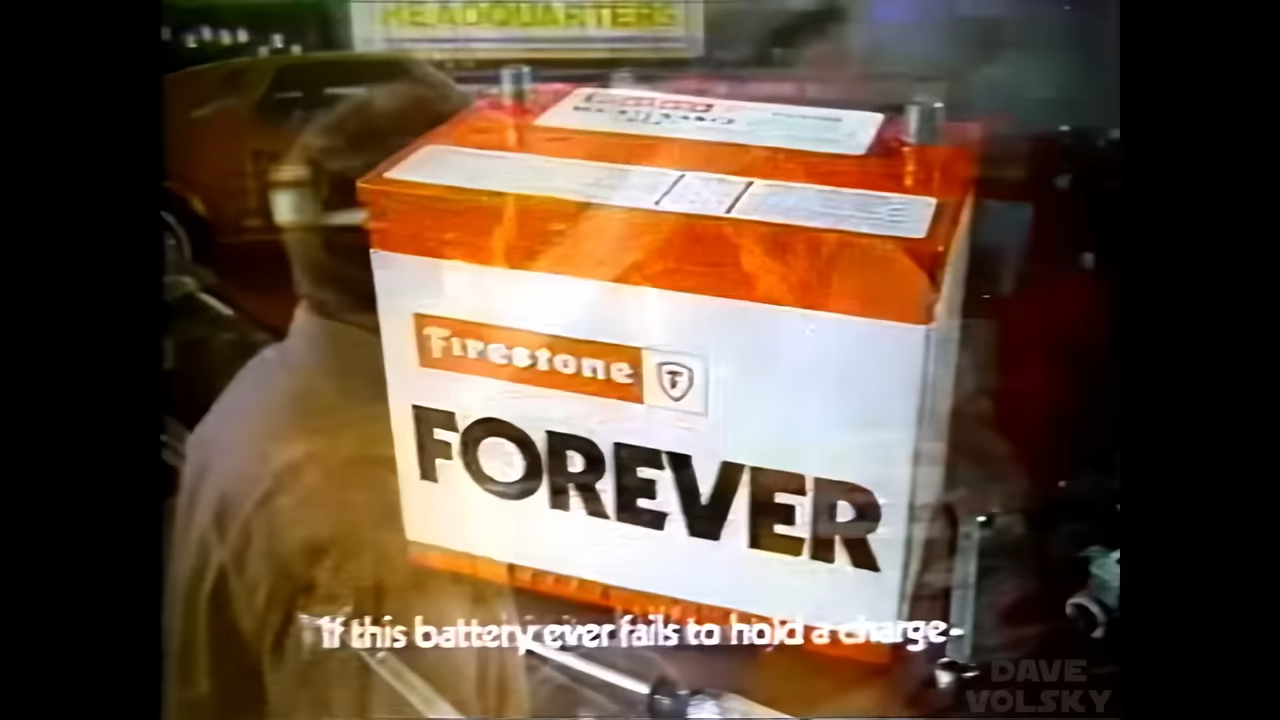 HEADQUARTERS
Firestone
F
FOREVER
"If this battery ever fails to hold a charge-
DAVE
VOLSKY